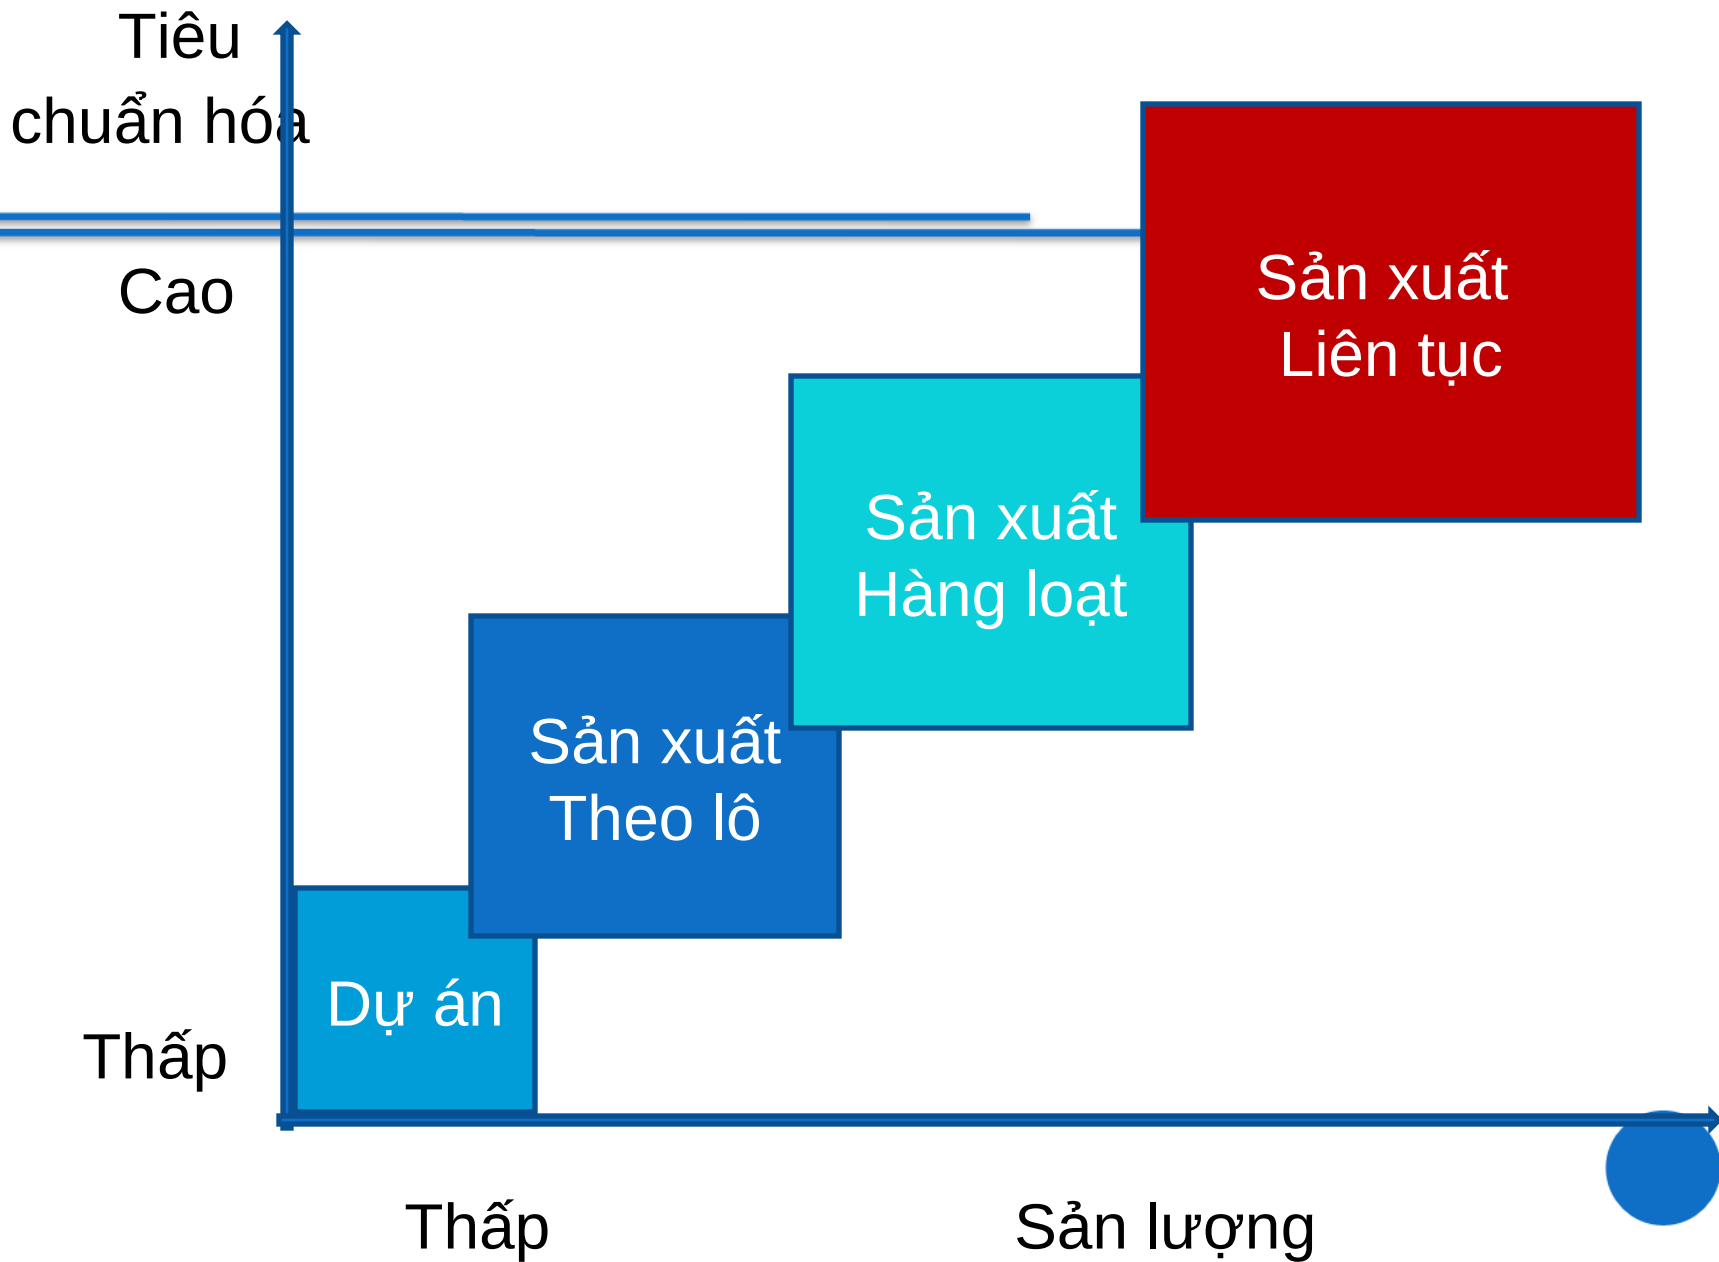 Tiêu
chuẩn hóa
Cao
Sản xuất
Liên tục
Sản xuất
Hàng loạt
Sản xuất
Theo lô
Dự án
Thấp
Thấp
Sản lượng